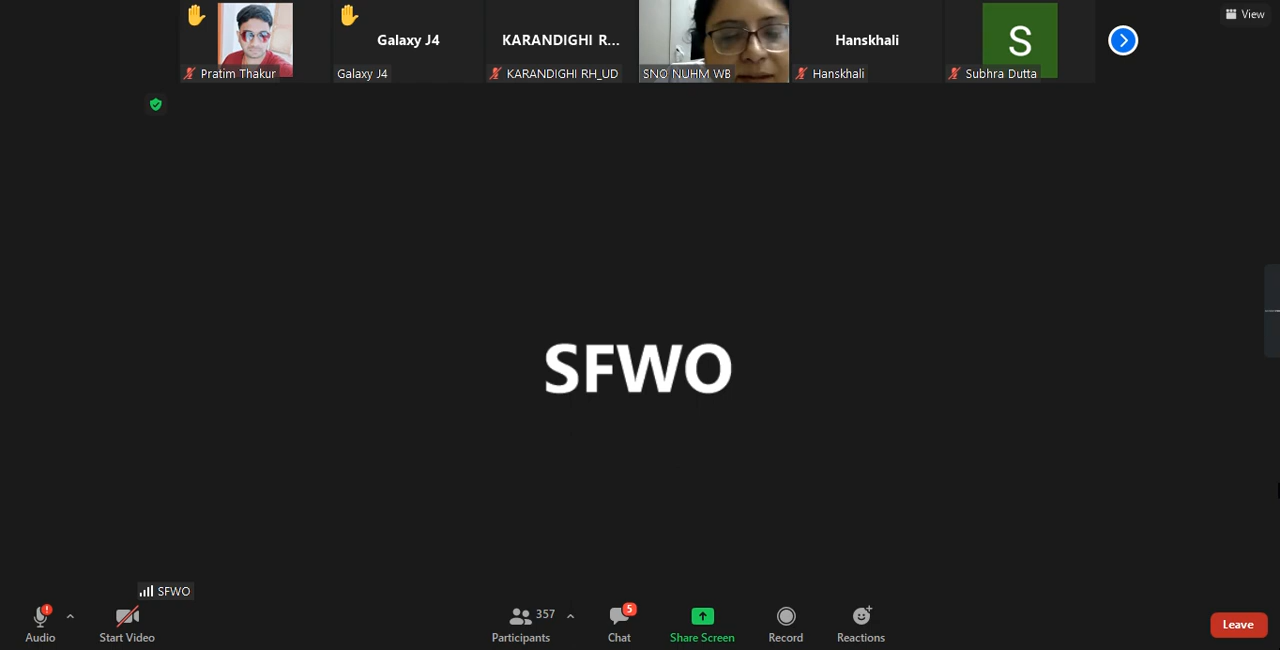 View
Galaxy J4
KARANDIGHI R...
Hanskhali
S
Pratim Thakur
Galaxy J4
KARANDIGHI RH_UD
SNO NUHM WB
Hanskhali
Subhra Dutta
SFWO
SFWO
357
5
Audio
Start Video
Participants
Chat
Share Screen
Record
Reactions
Leave